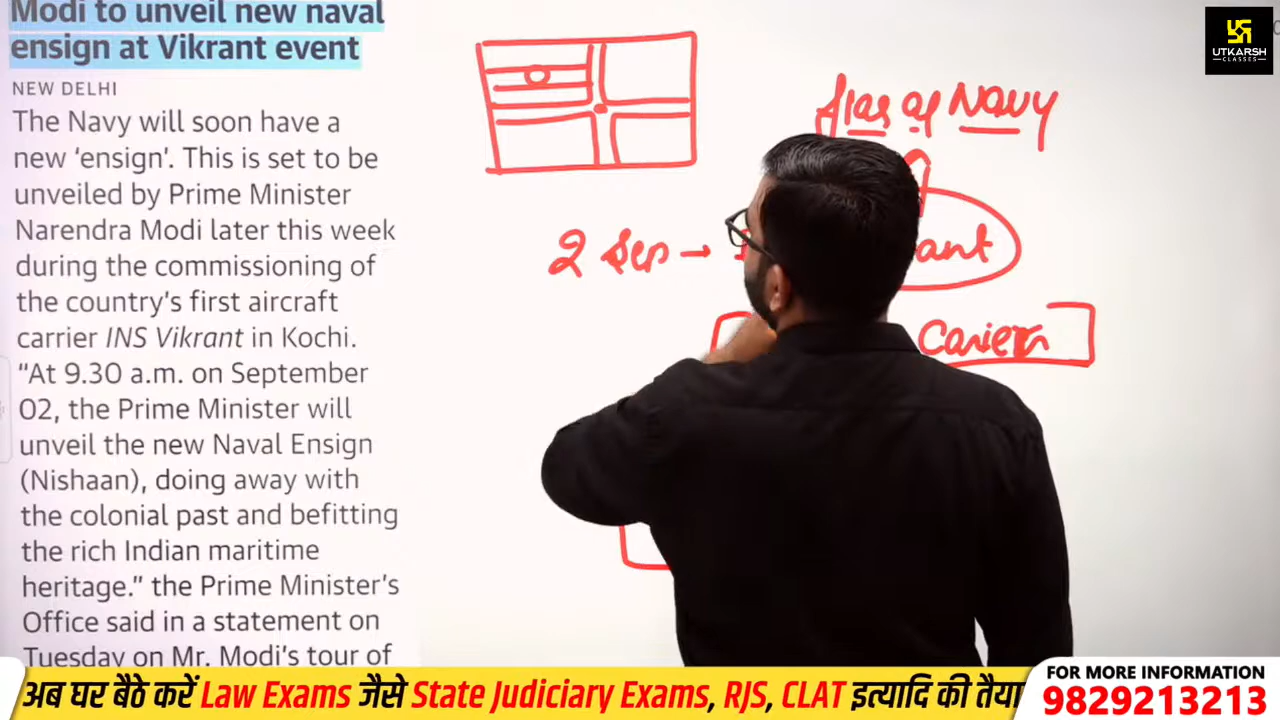 Modi to unveil new naval
ensign at Vikrant event
NEW DELHI
The Navy will soon have a
new ‘ensign’. This is set to be
unveiled by Prime Minister
Narendra Modi later this week
during the commissioning of
the country’s first aircraft
carrier INS Vikrant in Kochi.
“At 9.30 a.m. on September
02, the Prime Minister will
unveil the new Naval Ensign
(Nishaan), doing away with
the colonial past and befitting
the rich Indian maritime
heritage.” the Prime Minister’s
Office said in a statement on
Tuesday on Mr. Modi’s tour of
flag of Navy
2 Sep →
ant
Carier
UTKARSH
CLASSES
अब घर बैठे करें Law Exams जैसे State Judiciary Exams, RJS, CLAT इत्यादि की तैया
FOR MORE INFORMATION
9829213213